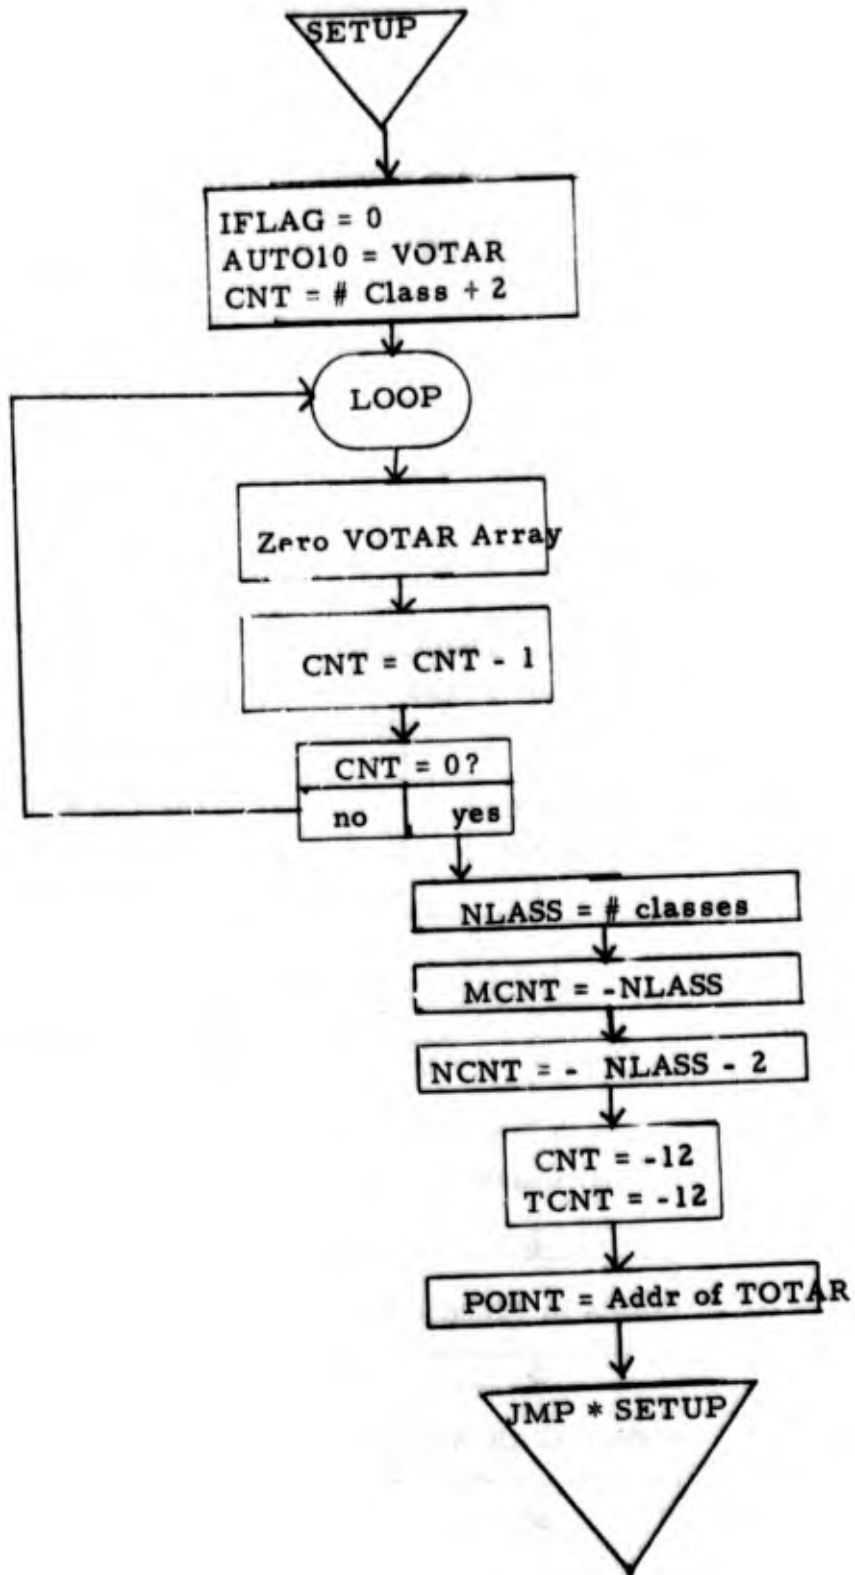 SETUP
IFLAG = 0
AUTO10 = VOTAR
CNT = # Class + 2
LOOP
Zero VOTAR Array
CNT = CNT - 1
CNT = 0?
no yes
NLASS = # classes
MCNT = -NLASS
NCNT = - NLASS - 2
CNT = -12
TCNT = -12
POINT = Addr of TOTAR
JMP * SETUP